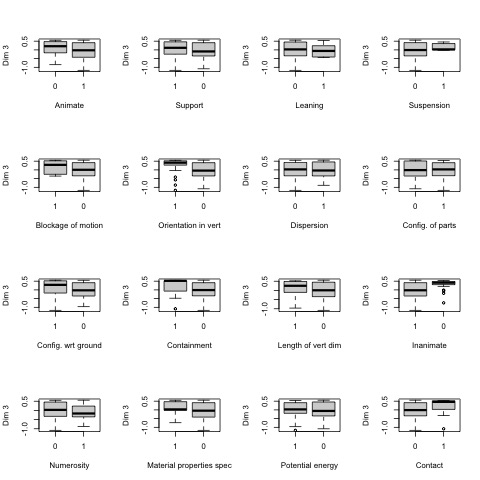 Dim 3
0.5
-1.0
0 1
Animate
Dim 3
0.5
-1.0
1 0
Support
Dim 3
0.5
-1.0
0 1
Leaning
Dim 3
0.5
-1.0
0 1
Suspension
Dim 3
0.5
-1.0
1 0
Blockage of motion
Dim 3
0.5
-1.0
1 0
Orientation in vert
Dim 3
0.5
-1.0
0 1
Dispersion
Dim 3
0.5
-1.0
0 1
Config. of parts
Dim 3
0.5
-1.0
1 0
Config. wrt ground
Dim 3
0.5
-1.0
1 0
Containment
Dim 3
0.5
-1.0
1 0
Length of vert dim
Dim 3
0.5
-1.0
1 0
Inanimate
Dim 3
0.5
-1.0
0 1
Numerosity
Dim 3
0.5
-1.0
1 0
Material properties spec
Dim 3
0.5
-1.0
1 0
Potential energy
Dim 3
0.5
-1.0
1 0
Contact